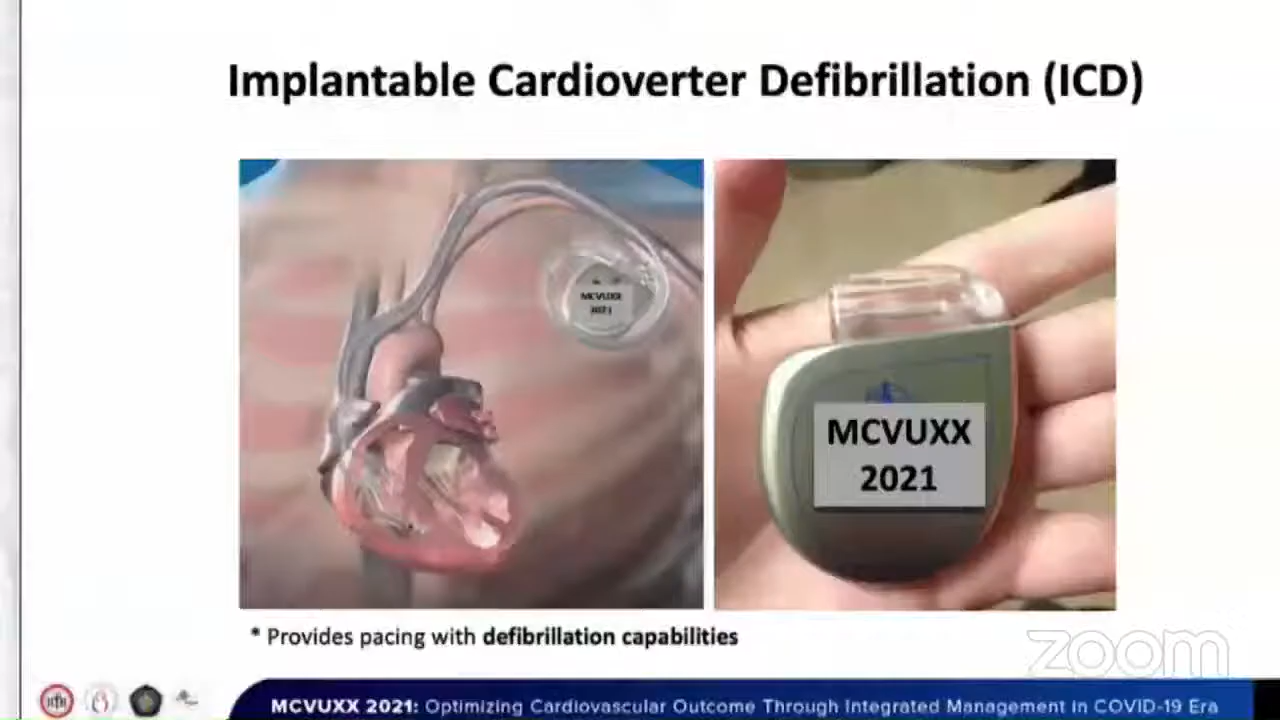 Implantable Cardioverter Defibrillation (ICD)
MCVUXX
2021
MCVUXX
2021
* Provides pacing with defibrillation capabilities
zoom
MCVUXX 2021: Optimizing Cardiovascular Outcome Through Integrated Management in COVID-19 Era